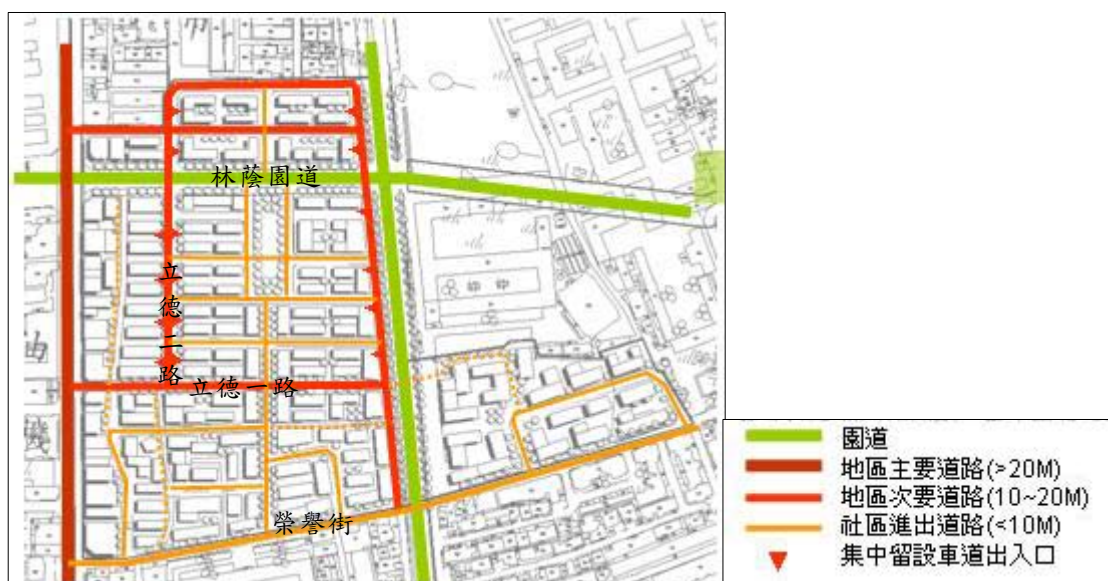 林蔭園道
立德二路
立德一路
榮譽街
園道
地區主要道路(>20M)
地區次要道路(10~20M)
社區進出道路(<10M)
集中留設車道出入口